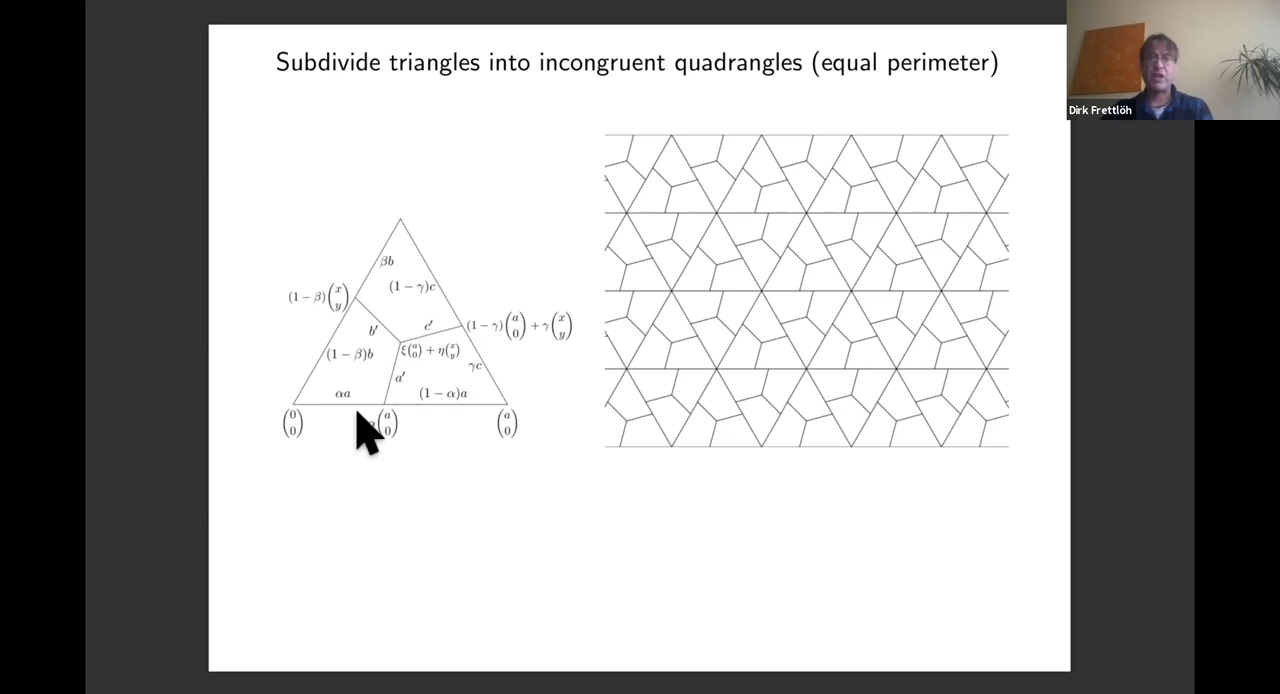 Subdivide triangles into incongruent quadrangles (equal perimeter)
Dirk Frettlöh
βb
(1 − β)(x y)
(1 − γ)c
b′
c′
(1 − γ)(a 0) + γ(x y)
(1 − β)b
ξ(a 0) + η(x y)
γc
a′
αa
(1 − α)a
(0 0)
(a 0)
(a 0)